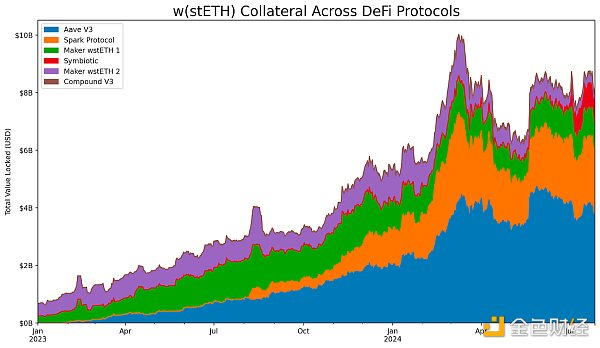 w(stETH) Collateral Across DeFi Protocols
Total Value Locked (USD)
$10B
$8B
$6B
$4B
$2B
$0B
Aave V3
Spark Protocol
Maker wstETH 1
Symbiotic
Maker wstETH 2
Compound V3
Jan
2023
Apr
Jul
Oct
Jan
2024
Apr
金色财经